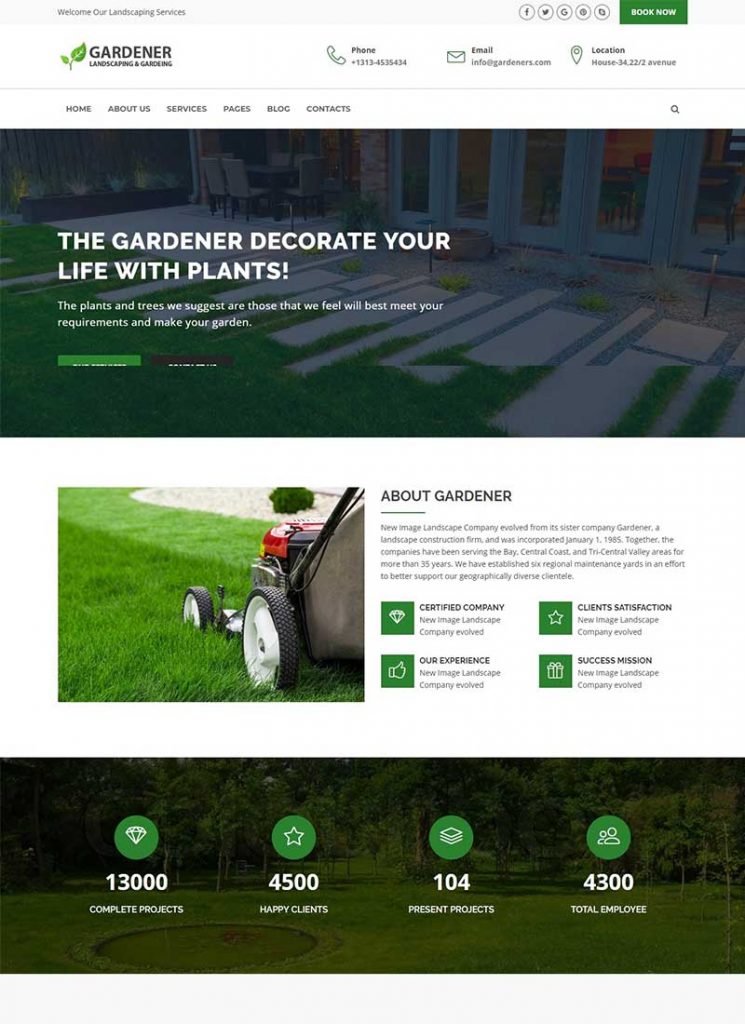 Welcome Our Landscaping Services
BOOK NOW
GARDENER
LANDSCAPING & GARDEING
Phone
+1313-4535434
Email
info@gardeners.com
Location
House-34,22/2 avenue
HOME ABOUT US SERVICES PAGES BLOG CONTACTS
THE GARDENER DECORATE YOUR
LIFE WITH PLANTS!
The plants and trees we suggest are those that we feel will best meet your
requirements and make your garden.
OUR SERVICES CONTACT US
ABOUT GARDENER
New Image Landscape Company evolved from its sister company Gardener, a
landscape construction firm, and was incorporated January 1, 1985. Together, the
companies have been serving the Bay, Central Coast, and Tri-Central Valley areas for
more than 35 years. We have established six regional maintenance yards in an effort
to better support our geographically diverse clientele.
CERTIFIED COMPANY
New Image Landscape
Company evolved
CLIENTS SATISFACTION
New Image Landscape
Company evolved
OUR EXPERIENCE
New Image Landscape
Company evolved
SUCCESS MISSION
New Image Landscape
Company evolved
13000
COMPLETE PROJECTS
4500
HAPPY CLIENTS
104
PRESENT PROJECTS
4300
TOTAL EMPLOYEE